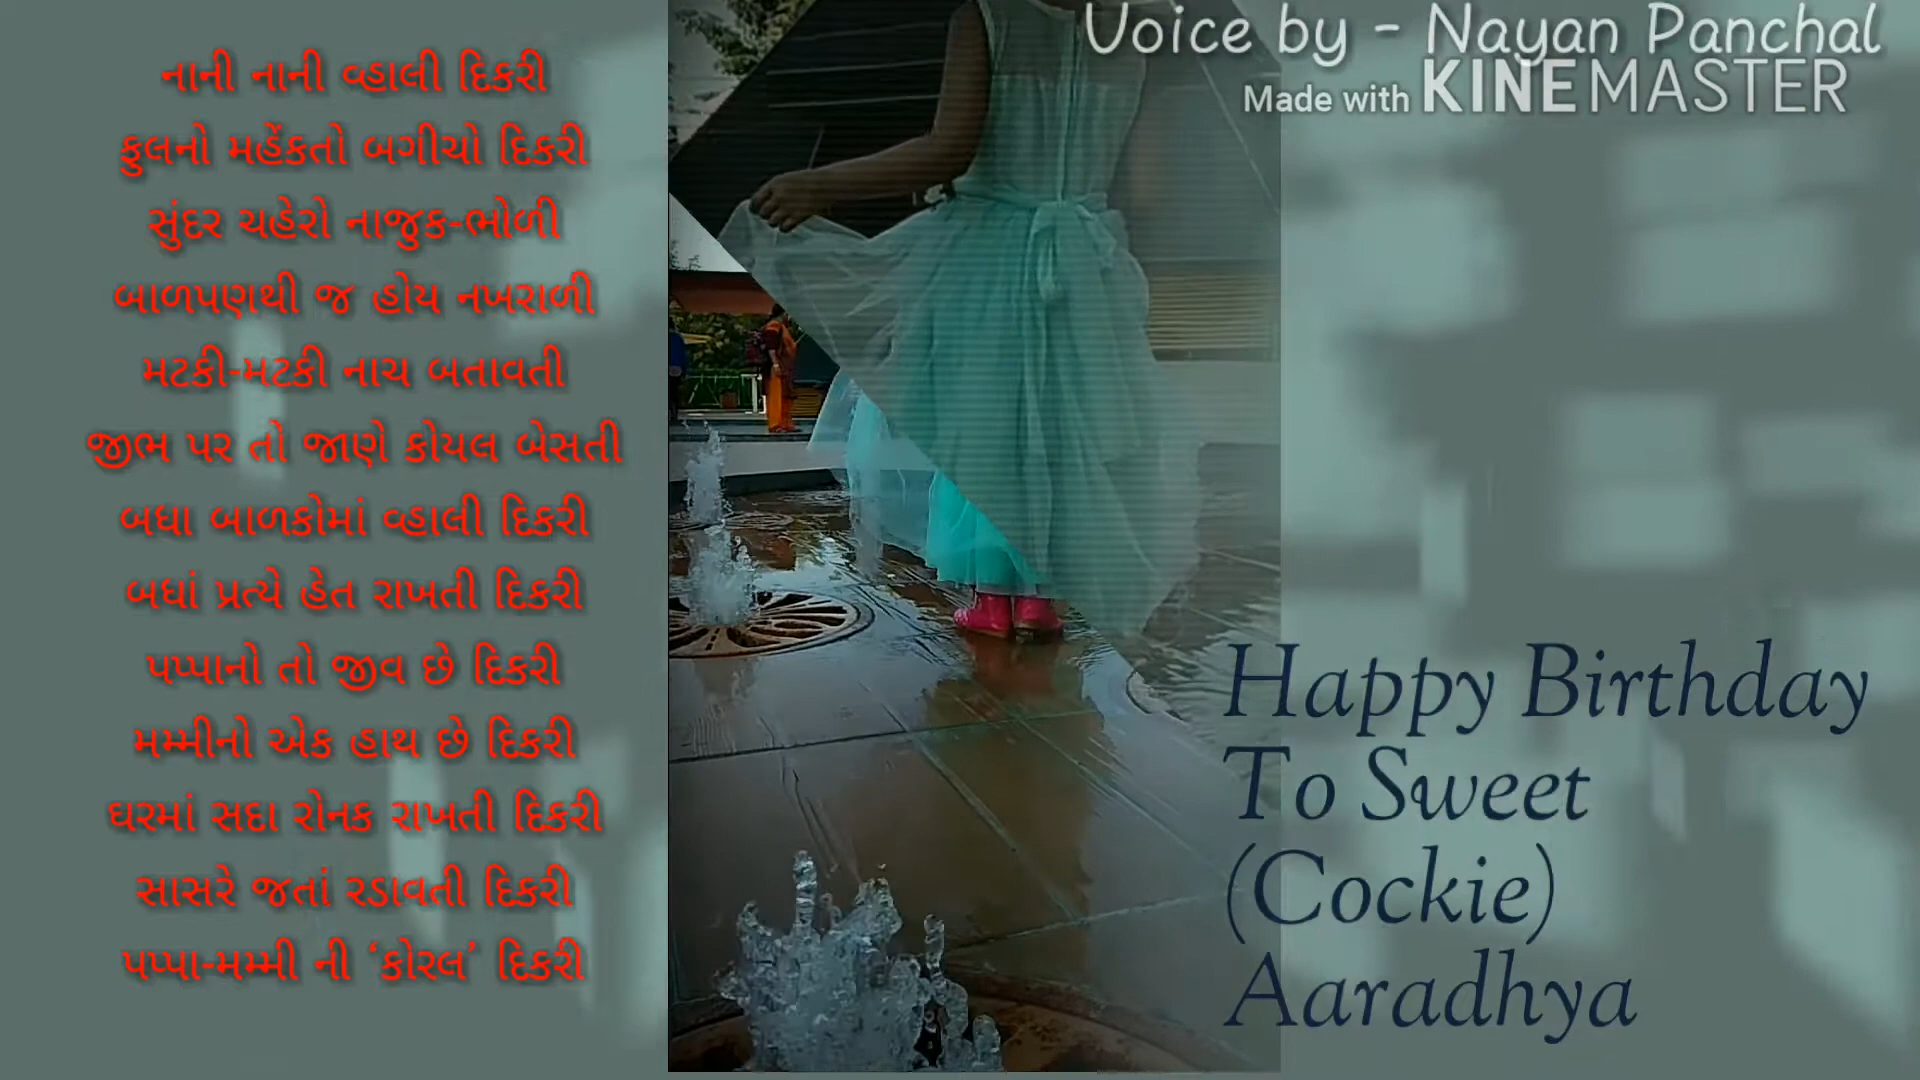 નાની નાની વ્હાલી દિકરી
ફુલનો મહેંકતો બગીચો દિકરી
સુંદર ચહેરો નાજુક-ભોળી
બાળપણથી જ હોય નખરાળી
મટકી-મટકી નાચ બતાવતી
જીભ પર તો જાણે કોયલ બેસતી
બધા બાળકોમાં વ્હાલી દિકરી
બધાં પ્રત્યે હેત રાખતી દિકરી
પપ્પાનો તો જીવ છે દિકરી
મમ્મીનો એક હાથ છે દિકરી
ઘરમાં સદા રોનક રાખતી દિકરી
સાસરે જતાં રડાવતી દિકરી
પપ્પા-મમ્મી ની ‘કોરલ’ દિકરી
Voice by - Nayan Panchal
Made with KINEMASTER
Happy Birthday
To Sweet
(Cockie)
Aaradhya